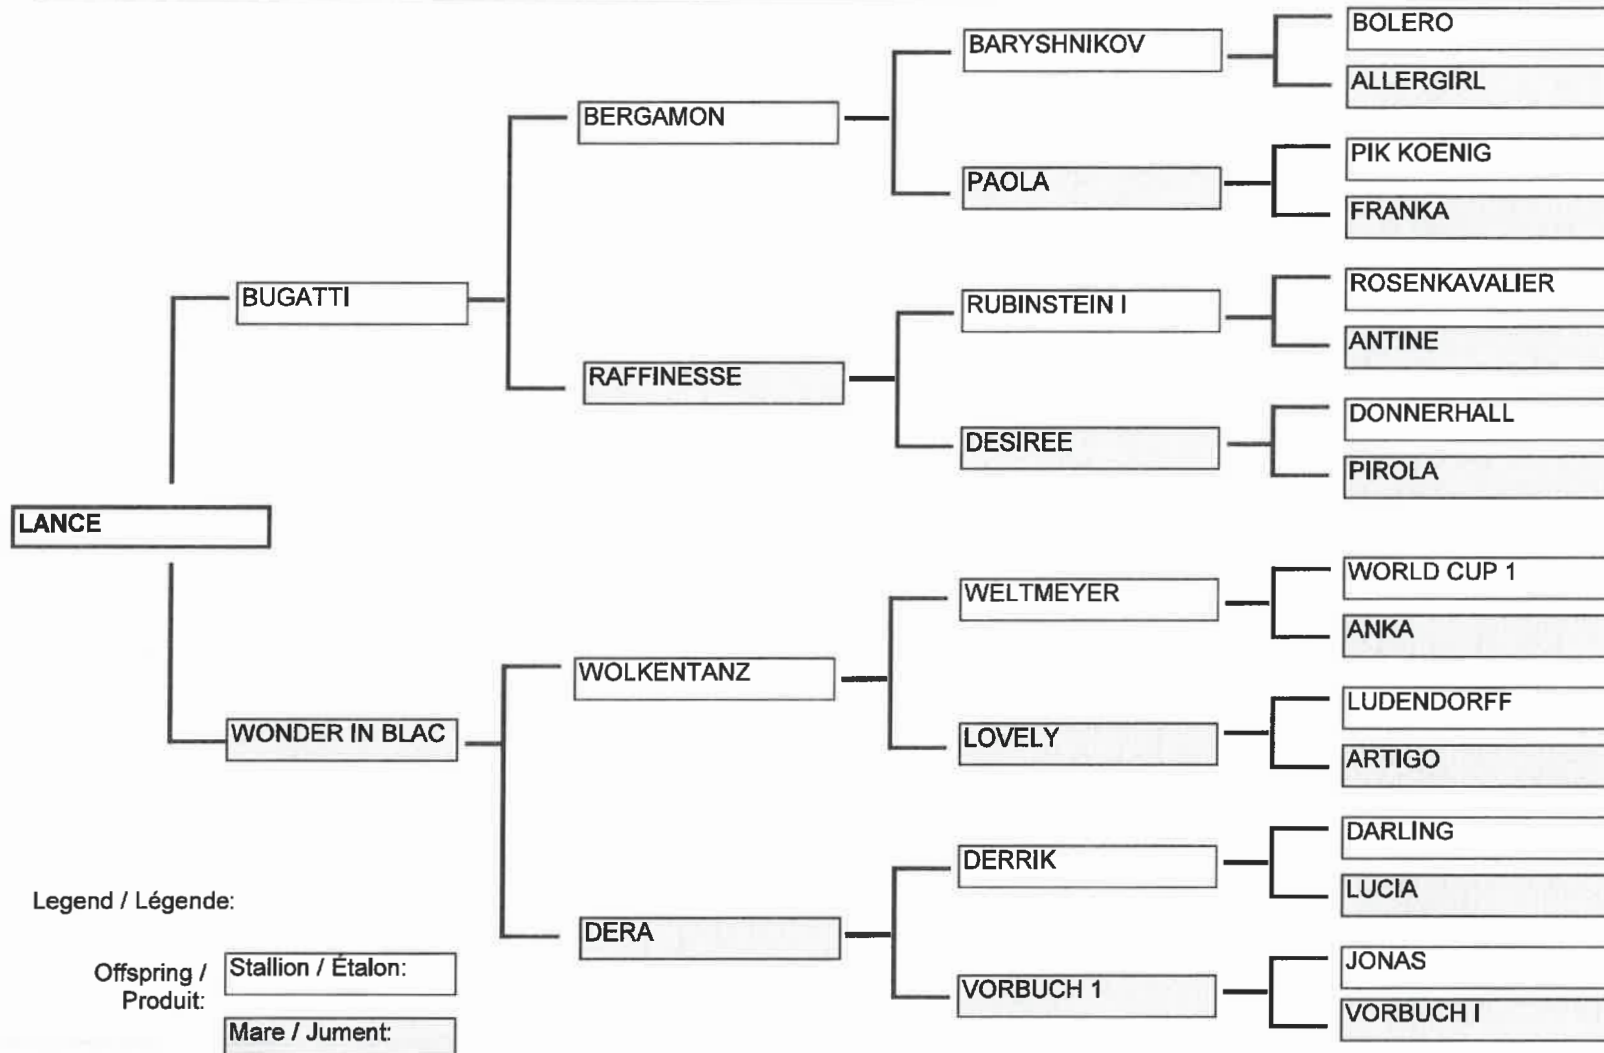 BOLERO
BARYSHNIKOV
ALLERGIRL
BERGAMON
PIK KOENIG
PAOLA
FRANKA
BUGATTI
ROSENKAVALIER
RUBINSTEIN I
ANTINE
RAFFINESSE
DONNERHALL
DESIREE
PIROLA
LANCE
WORLD CUP 1
WELTMEYER
ANKA
WOLKENTANZ
LUDENDORFF
WONDER IN BLAC
LOVELY
ARTIGO
DARLING
DERRIK
LUCIA
Legend / Légende:
DERA
JONAS
Offspring /
Produit:
Stallion / Étalon:
VORBUCH 1
VORBUCH I
Mare / Jument: